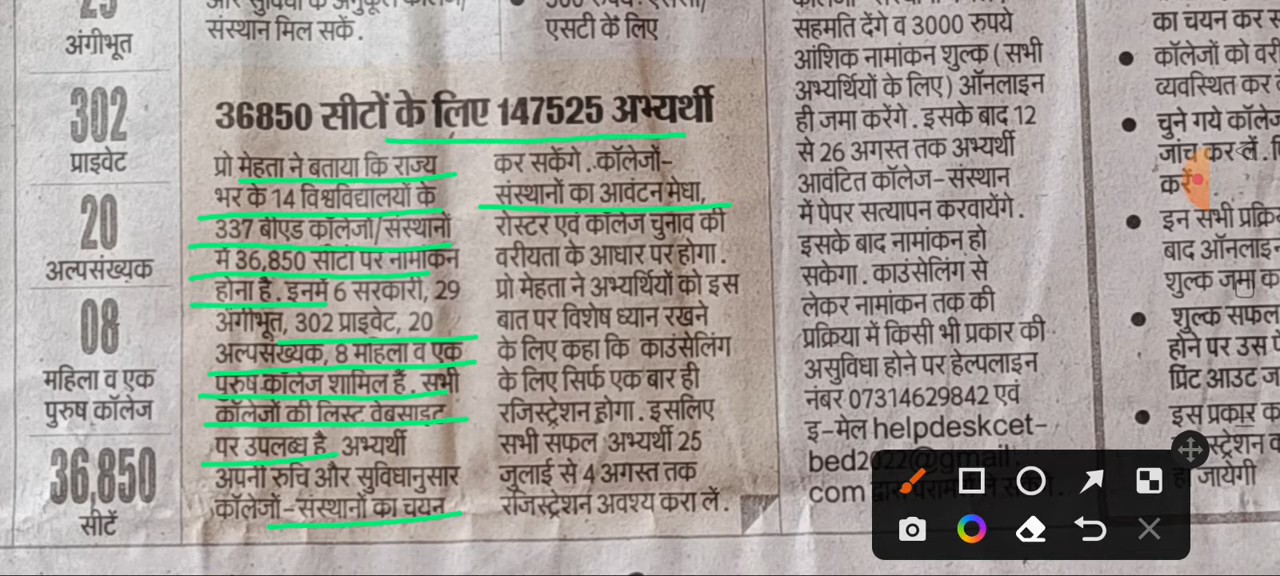 अंगीभूत
302
प्राइवेट
20
अल्पसंख्यक
08
महिला व एक
पुरुष कॉलेज
36,850
सीटें
संस्थान मिल सकें.
एसटी के लिए
36850 सीटों के लिए 147525 अभ्यर्थी
प्रो मेहता ने बताया कि राज्य
भर के 14 विश्वविद्यालयों के
337 बीएड कॉलेजों/संस्थानों
में 36,850 सीटों पर नामांकन
होना है. इनमें 6 सरकारी, 29
अंगीभूत, 302 प्राइवेट, 20
अल्पसंख्यक, 8 महिला व एक
पुरुष कॉलेज शामिल हैं. सभी
कॉलेजों की लिस्ट वेबसाइट
पर उपलब्ध है. अभ्यर्थी
अपनी रुचि और सुविधानुसार
कॉलेजों-संस्थानों का चयन
कर सकेंगे.कॉलेजों-
संस्थानों का आवंटन मेधा,
रोस्टर एवं कॉलेज चुनाव की
वरीयता के आधार पर होगा.
प्रो मेहता ने अभ्यर्थियों को इस
बात पर विशेष ध्यान रखने
के लिए कहा कि काउंसेलिंग
के लिए सिर्फ एक बार ही
रजिस्ट्रेशन होगा. इसलिए
सभी सफल अभ्यर्थी 25
जुलाई से 4 अगस्त तक
रजिस्ट्रेशन अवश्य करा लें.
सहमति देंगे व 3000 रुपये
आंशिक नामांकन शुल्क (सभी
अभ्यर्थियों के लिए) ऑनलाइन
ही जमा करेंगे. इसके बाद 12
से 26 अगस्त तक अभ्यर्थी
आवंटित कॉलेज-संस्थान
में पेपर सत्यापन करवायेंगे.
इसके बाद नामांकन हो
सकेगा. काउंसेलिंग से
लेकर नामांकन तक की
प्रक्रिया में किसी भी प्रकार की
असुविधा होने पर हेल्पलाइन
नंबर 07314629842 एवं
इ-मेल helpdeskcet-
bed2022@gmail.
com
का चयन कर
कॉलेजों को
व्यवस्थित कर
चुने गये
जांच कर लें.
इन सभी
बाद
शुल्क जमा
शुल्क सफल
होने पर उस
प्रिंट आउट
इस प्रकार
जायेगी